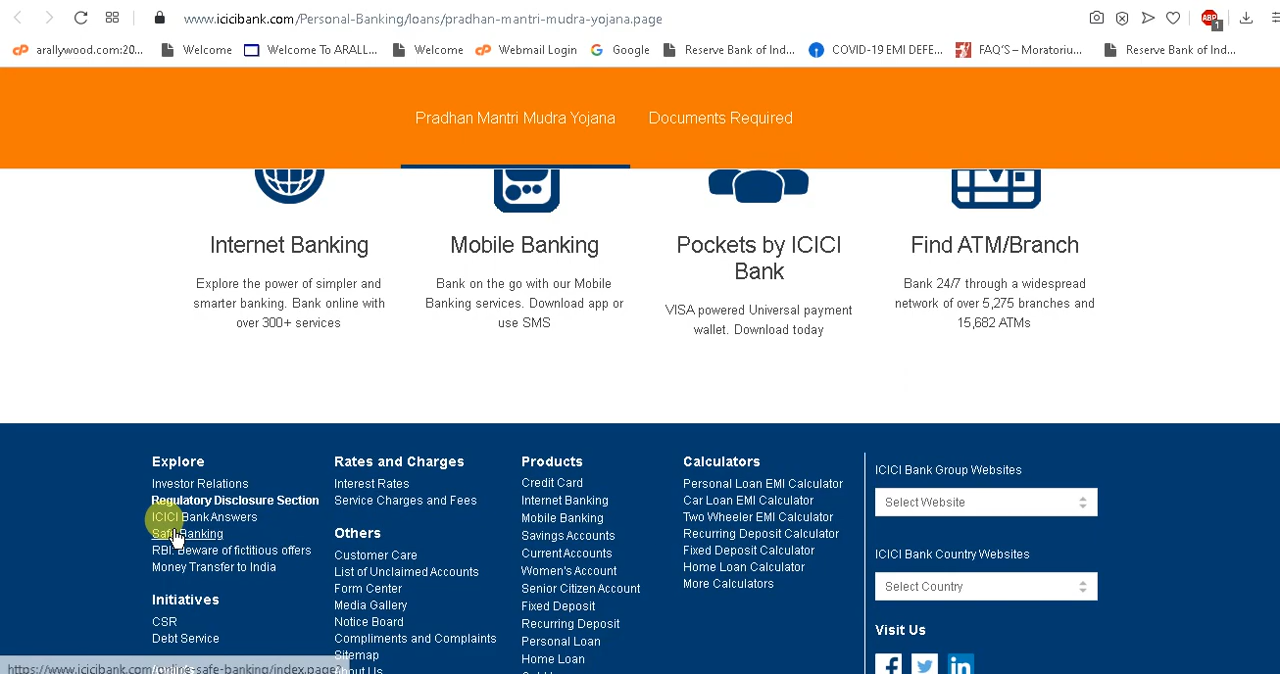 www.icicibank.com/Personal-Banking/loans/pradhan-mantri-mudra-yojana.page
ABP
1
arallywood.com:20... Welcome Welcome To ARALL... Welcome Webmail Login Google Reserve Bank of Ind... COVID-19 EMI DEFE... FAQ'S – Moratoriu... Reserve Bank of Ind...
Pradhan Mantri Mudra Yojana Documents Required
Internet Banking
Explore the power of simpler and
smarter banking. Bank online with
over 300+ services
Mobile Banking
Bank on the go with our Mobile
Banking services. Download app or
use SMS
Pockets by ICICI
Bank
VISA powered Universal payment
wallet. Download today
Find ATM/Branch
Bank 24/7 through a widespread
network of over 5,275 branches and
15,682 ATMs
Explore
Investor Relations
Regulatory Disclosure Section
ICICI Bank Answers
Safe Banking
RBI: Beware of fictitious offers
Money Transfer to India
Initiatives
CSR
Debt Service
Rates and Charges
Interest Rates
Service Charges and Fees
Others
Customer Care
List of Unclaimed Accounts
Form Center
Media Gallery
Notice Board
Compliments and Complaints
Sitemap
About Us
Products
Credit Card
Internet Banking
Mobile Banking
Savings Accounts
Current Accounts
Women's Account
Senior Citizen Account
Fixed Deposit
Recurring Deposit
Personal Loan
Home Loan
Calculators
Personal Loan EMI Calculator
Car Loan EMI Calculator
Two Wheeler EMI Calculator
Recurring Deposit Calculator
Fixed Deposit Calculator
Home Loan Calculator
More Calculators
ICICI Bank Group Websites
Select Website
ICICI Bank Country Websites
Select Country
Visit Us